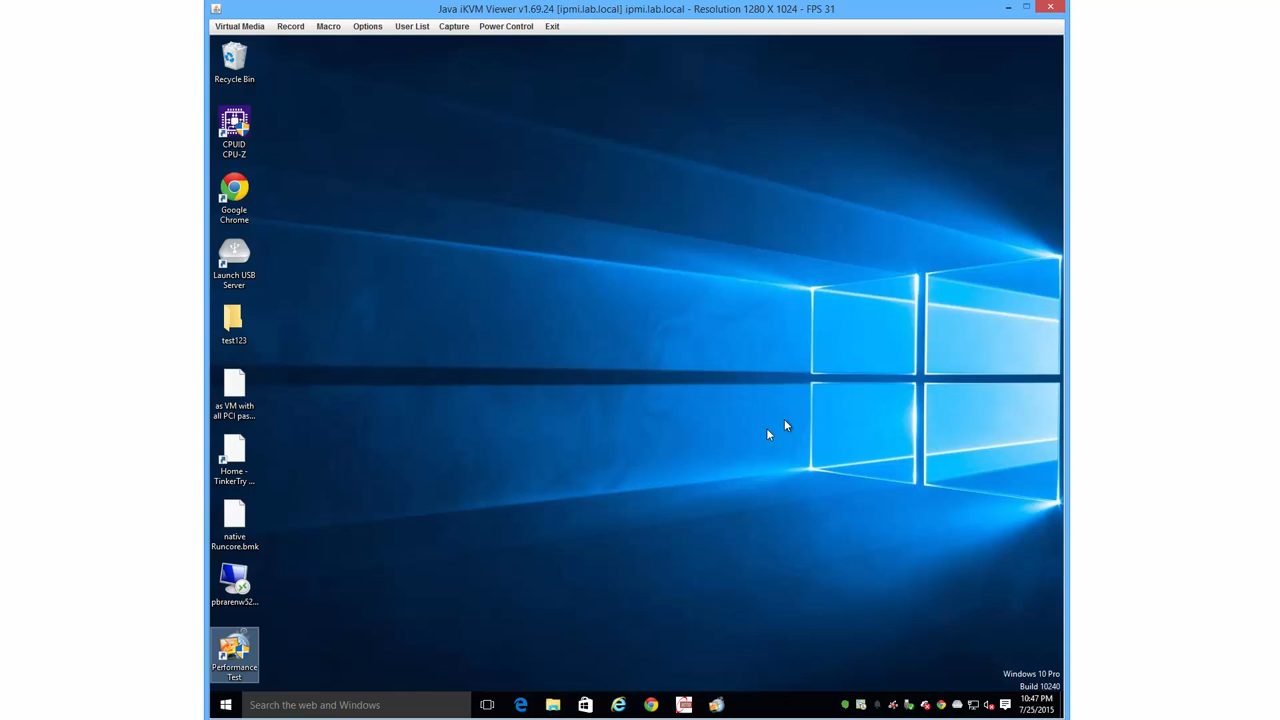 Java iKVM Viewer v1.69.24 [ipmi.lab.local] ipmi.lab.local - Resolution 1280 X 1024 - FPS 31
Virtual Media Record Macro Options User List Capture Power Control Exit
Recycle Bin
CPUID
CPU-Z
Google
Chrome
Launch USB
Server
test123
as VM with
all PCI pas...
Home -
TinkerTry ...
native
Runcore.bmk
pbrarenw52...
Performance
Test
Windows 10 Pro
Build 10240
Search the web and Windows
10:47 PM
7/25/2015